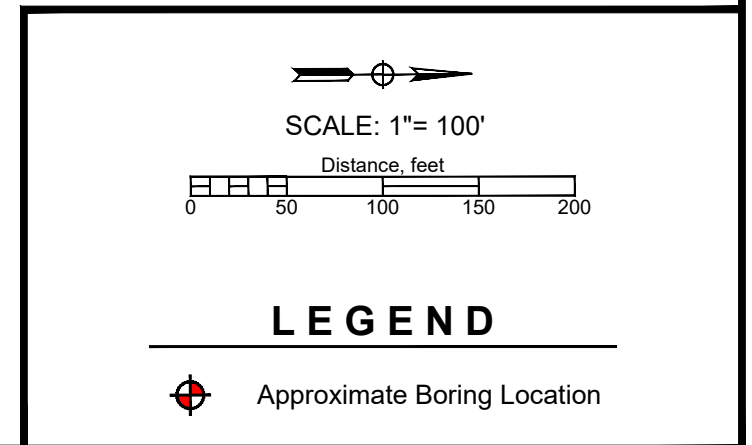 SCALE: 1"= 100'
Distance, feet
0 50 100 150 200
LEGEND
Approximate Boring Location